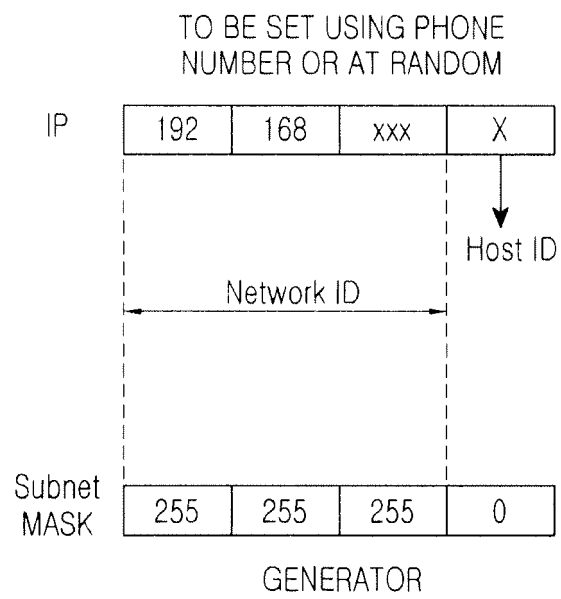 TO BE SET USING PHONE
NUMBER OR AT RANDOM
IP 192 168 xxx X
Host ID
Network ID
Subnet
MASK 255 255 255 0
GENERATOR